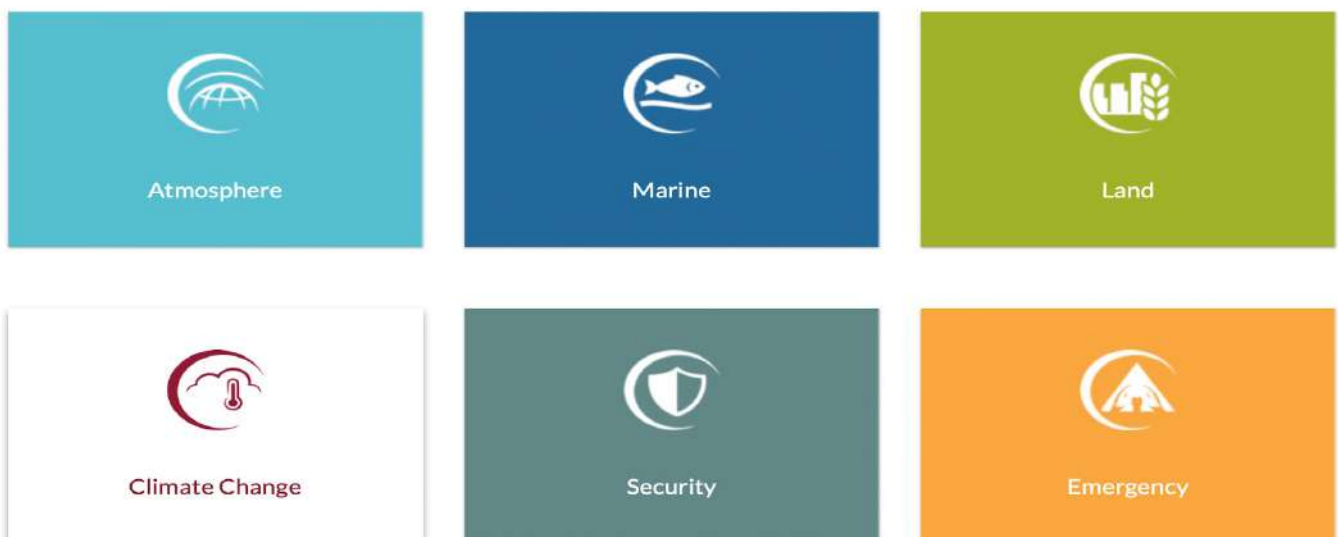 Atmosphere
Marine
Land
Climate Change
Security
Emergency